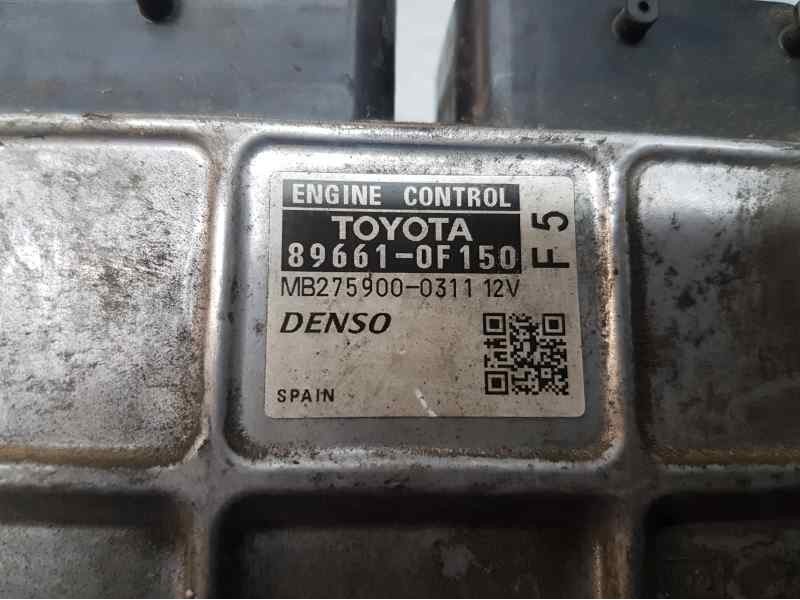 ENGINE CONTROL
TOYOTA
89661-0F150
F5
MB275900-0311 12V
DENSO
SPAIN